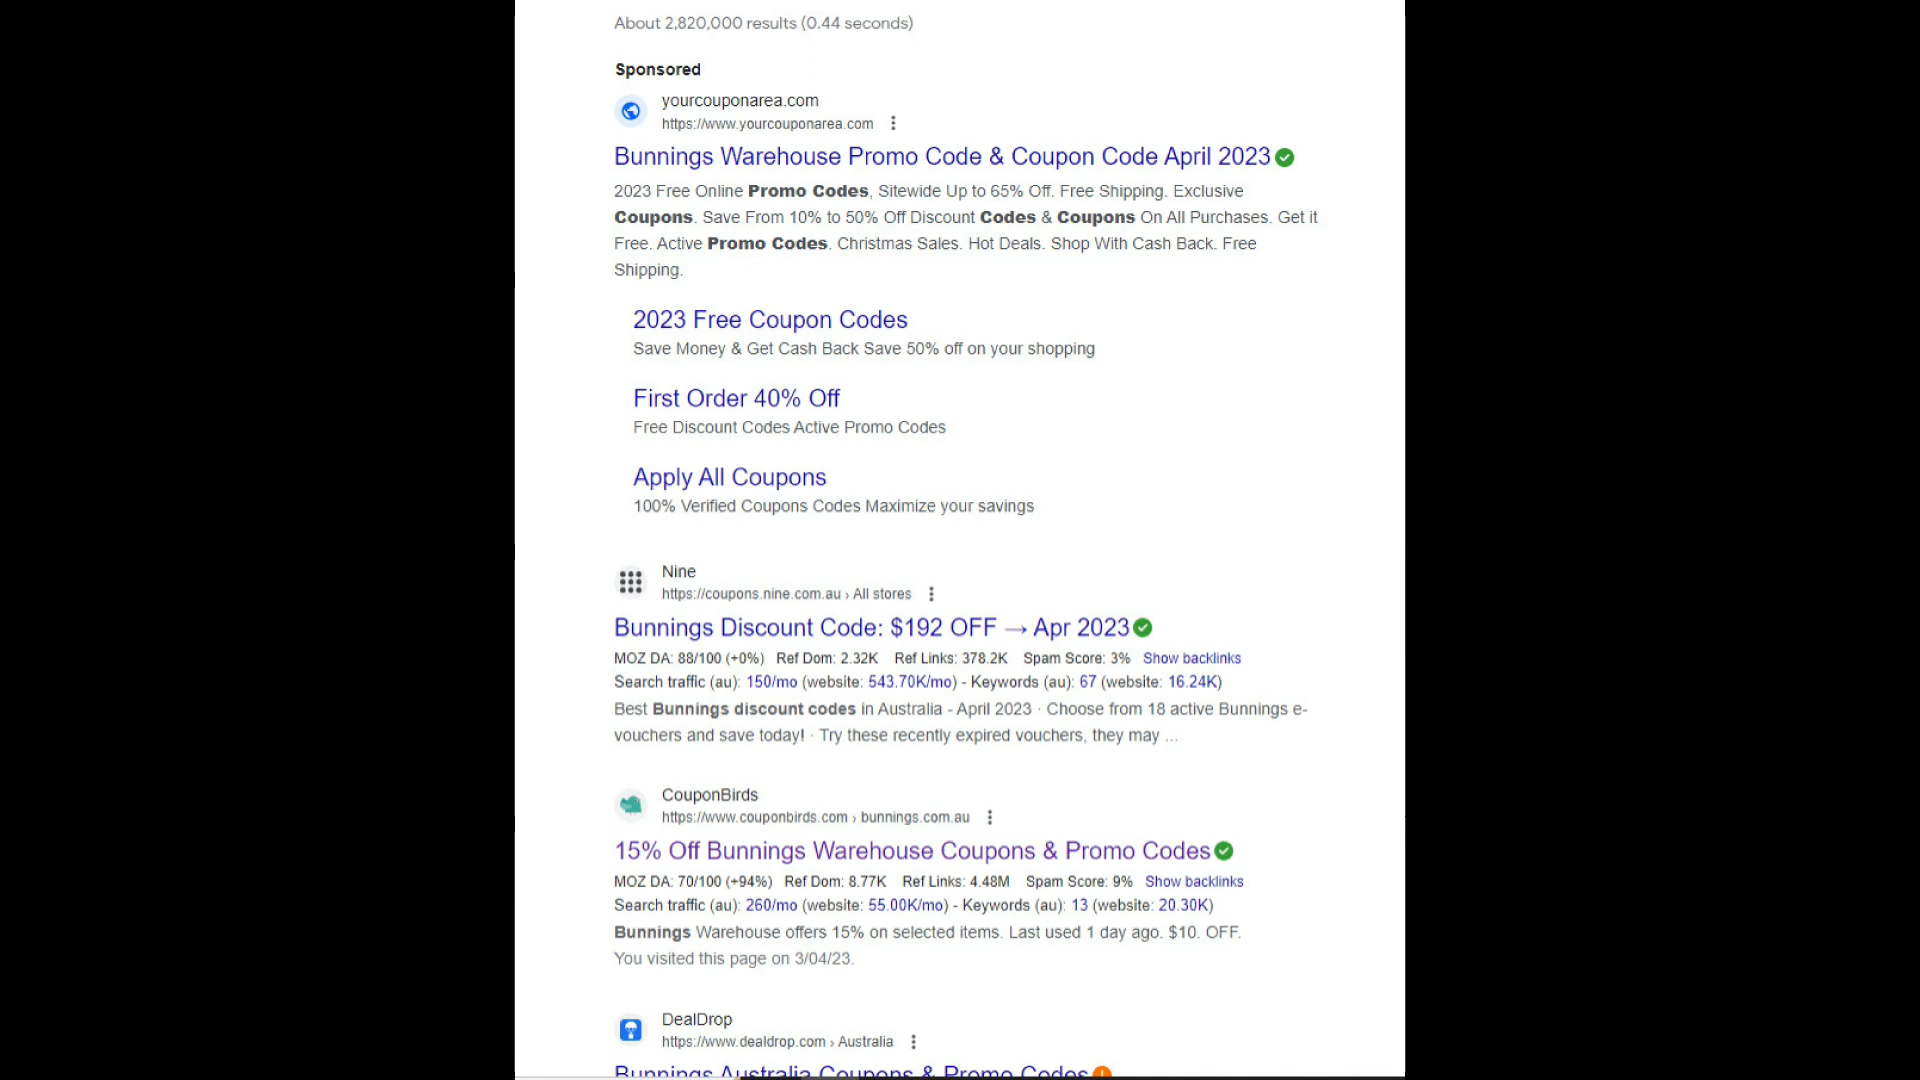 About 2,820,000 results (0.44 seconds)
Sponsored
yourcouponarea.com
https://www.yourcouponarea.com
Bunnings Warehouse Promo Code & Coupon Code April 2023
2023 Free Online Promo Codes, Sitewide Up to 65% Off. Free Shipping. Exclusive
Coupons. Save From 10% to 50% Off Discount Codes & Coupons On All Purchases. Get it
Free. Active Promo Codes. Christmas Sales. Hot Deals. Shop With Cash Back. Free
Shipping.
2023 Free Coupon Codes
Save Money & Get Cash Back Save 50% off on your shopping
First Order 40% Off
Free Discount Codes Active Promo Codes
Apply All Coupons
100% Verified Coupons Codes Maximize your savings
Nine
https://coupons.nine.com.au › All stores
Bunnings Discount Code: $192 OFF → Apr 2023
MOZ DA: 88/100 (+0%) Ref Dom: 2.32K Ref Links: 378.2K Spam Score: 3% Show backlinks
Search traffic (au): 150/mo (website: 543.70K/mo) - Keywords (au): 67 (website: 16.24K)
Best Bunnings discount codes in Australia - April 2023 · Choose from 18 active Bunnings e-
vouchers and save today! · Try these recently expired vouchers, they may ...
CouponBirds
https://www.couponbirds.com › bunnings.com.au
15% Off Bunnings Warehouse Coupons & Promo Codes
MOZ DA: 70/100 (+94%) Ref Dom: 8.77K Ref Links: 4.48M Spam Score: 9% Show backlinks
Search traffic (au): 260/mo (website: 55.00K/mo) - Keywords (au): 13 (website: 20.30K)
Bunnings Warehouse offers 15% on selected items. Last used 1 day ago. $10. OFF.
You visited this page on 3/04/23.
DealDrop
https://www.dealdrop.com › Australia
Bunnings Australia Coupons & Promo Codes